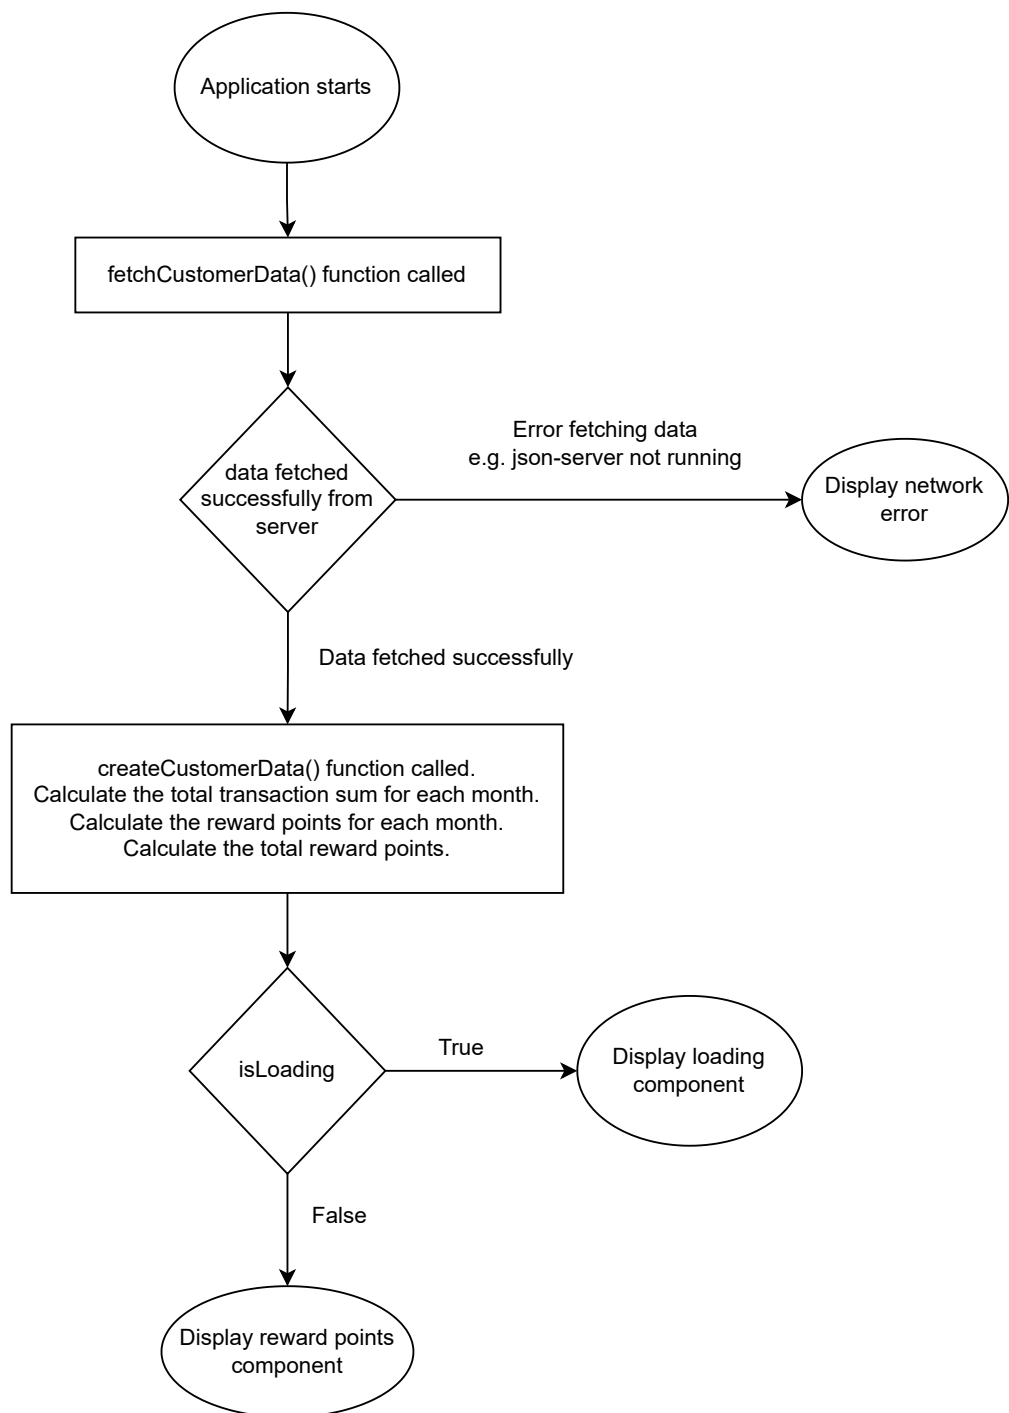 Application starts
fetchCustomerData() function called
Error fetching data
e.g. json-server not running
data fetched
successfully from
server
Display network
error
Data fetched successfully
createCustomerData() function called.
Calculate the total transaction sum for each month.
Calculate the reward points for each month.
Calculate the total reward points.
isLoading
True
Display loading
component
False
Display reward points
component